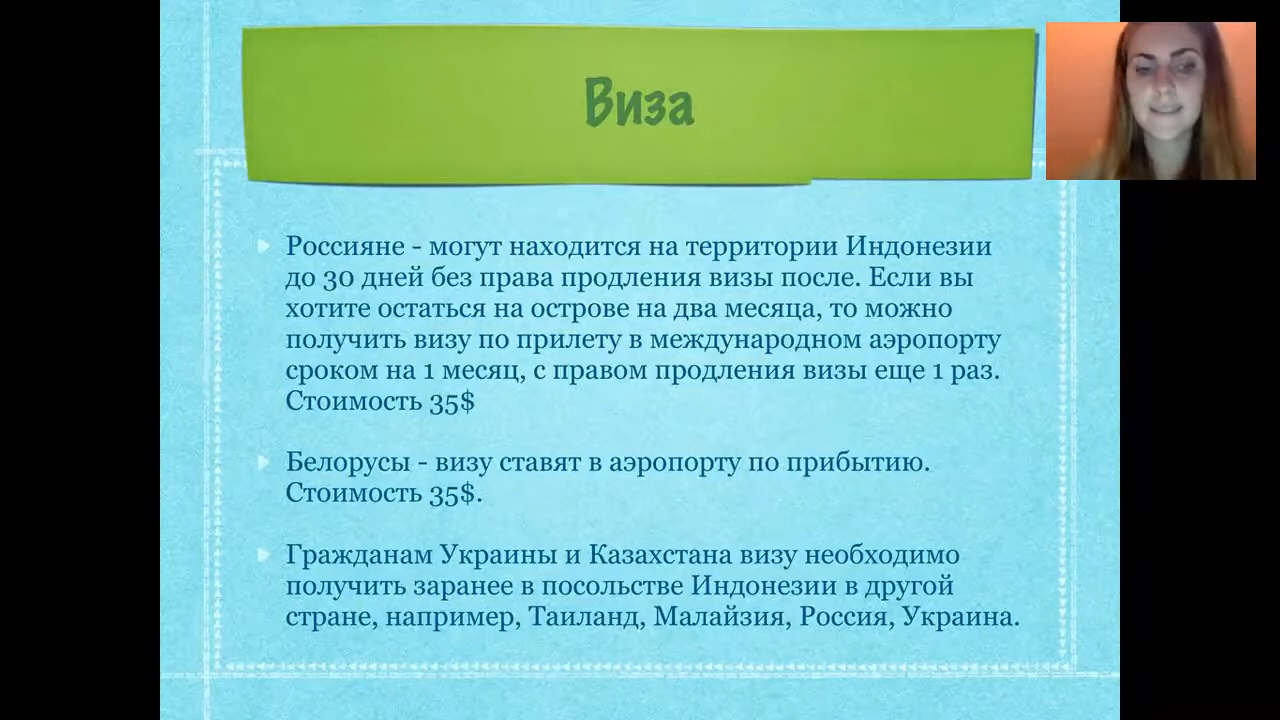 Виза
Россияне - могут находится на территории Индонезии
до 30 дней без права продления визы после. Если вы
хотите остаться на острове на два месяца, то можно
получить визу по прилету в международном аэропорту
сроком на 1 месяц, с правом продления визы еще 1 раз.
Стоимость 35$
Белорусы - визу ставят в аэропорту по прибытию.
Стоимость 35$.
Гражданам Украины и Казахстана визу необходимо
получить заранее в посольстве Индонезии в другой
стране, например, Таиланд, Малайзия, Россия, Украина.